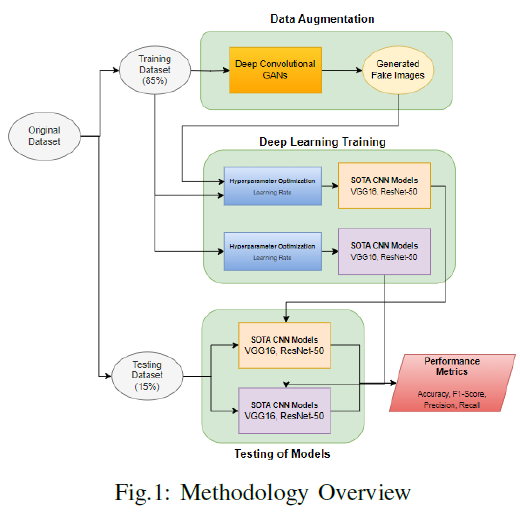 Data Augmentation
Training
Dataset
(85%)
Deep Convolutional
GANs
Generated
Fake Images
Original
Dataset
Deep Learning Training
Hyperparameter Optimization
Learning Rate
SOTA CNN Models
VGG16, ResNet-50
Hyperparameter Optimization
Learning Rate
SOTA CNN Models
VGG16, ResNet-50
Testing
Dataset
(15%)
SOTA CNN Models
VGG16, ResNet-50
SOTA CNN Models
VGG16, ResNet-50
Performance
Metrics
Accuracy, F1-Score,
Precision, Recall
Testing of Models
Fig.1: Methodology Overview